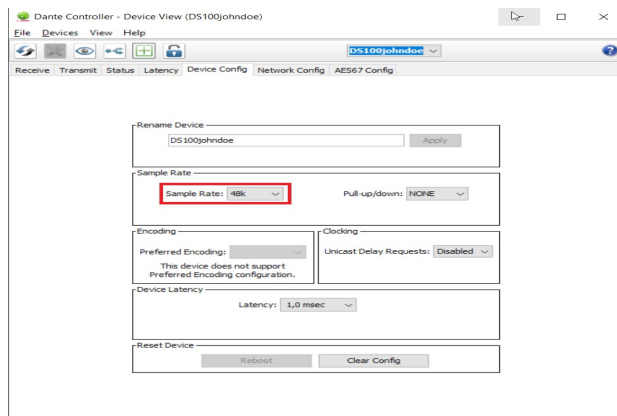 Dante Controller - Device View (DS100johndoe)
File Devices View Help
DS100johndoe
?
Receive Transmit Status Latency Device Config Network Config AES67 Config
Rename Device
DS100johndoe Apply
Sample Rate
Sample Rate: 48k Pull-up/down: NONE
Encoding Clocking
Preferred Encoding: Unicast Delay Requests: Disabled
This device does not support
Preferred Encoding configuration.
Device Latency
Latency: 1,0 msec
Reset Device
Reboot Clear Config